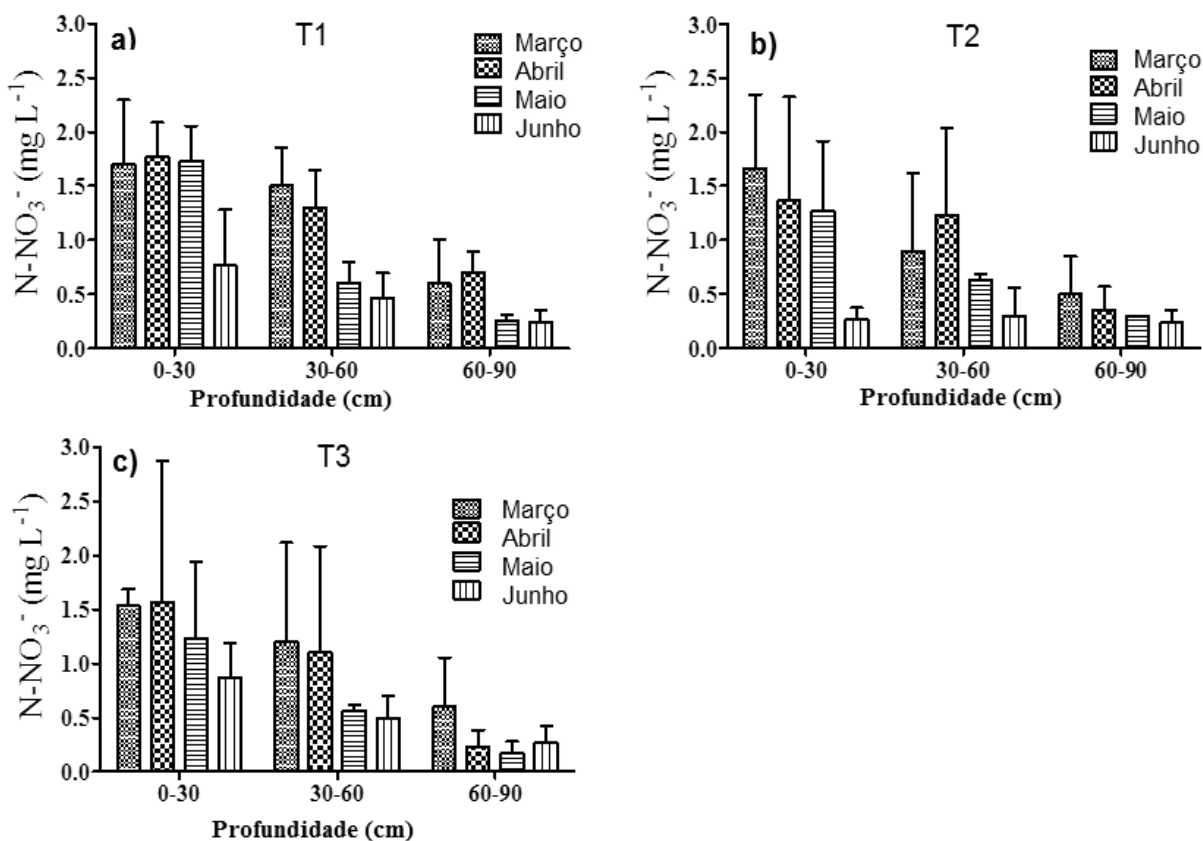 a)
T1
Março
Abril
Maio
Junho
3.0
2.5
2.0
1.5
1.0
0.5
0.0
N-NO₃⁻ (mg L⁻¹)
0-30
30-60
60-90
Profundidade (cm)
b)
T2
Março
Abril
Maio
Junho
3.0
2.5
2.0
1.5
1.0
0.5
0.0
N-NO₃⁻ (mg L⁻¹)
0-30
30-60
60-90
Profundidade (cm)
c)
T3
Março
Abril
Maio
Junho
3.0
2.5
2.0
1.5
1.0
0.5
0.0
N-NO₃⁻ (mg L⁻¹)
0-30
30-60
60-90
Profundidade (cm)